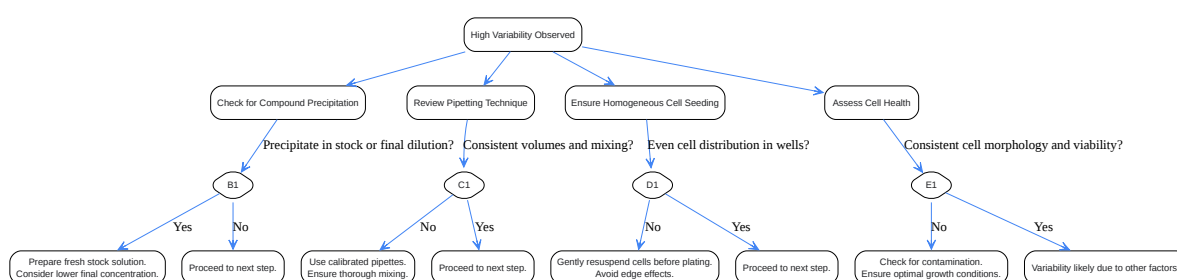 High Variability Observed
Check for Compound Precipitation
Review Pipetting Technique
Ensure Homogeneous Cell Seeding
Assess Cell Health
Precipitate in stock or final dilution?
Consistent volumes and mixing?
Even cell distribution in wells?
Consistent cell morphology and viability?
B1
C1
D1
E1
Yes
No
No
Yes
No
Yes
No
Yes
Prepare fresh stock solution.
Consider lower final concentration.
Proceed to next step.
Use calibrated pipettes.
Ensure thorough mixing.
Proceed to next step.
Gently resuspend cells before plating.
Avoid edge effects.
Proceed to next step.
Check for contamination.
Ensure optimal growth conditions.
Variability likely due to other factors